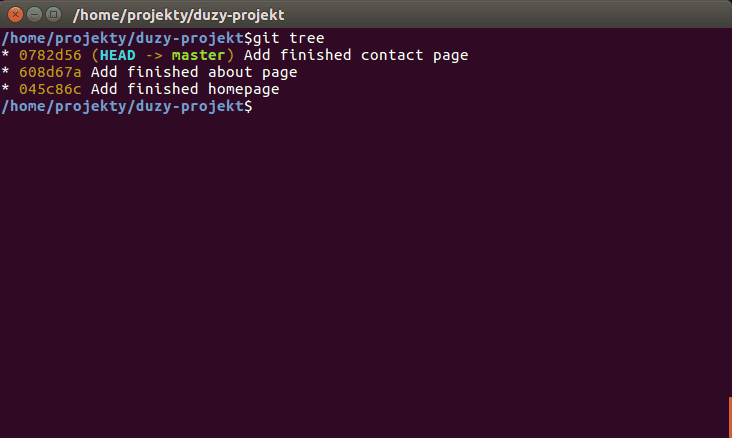 /home/projekty/duzy-projekt
/home/projekty/duzy-projekt$git tree
* 0782d56 (HEAD -> master) Add finished contact page
* 608d67a Add finished about page
* 045c86c Add finished homepage
/home/projekty/duzy-projekt$